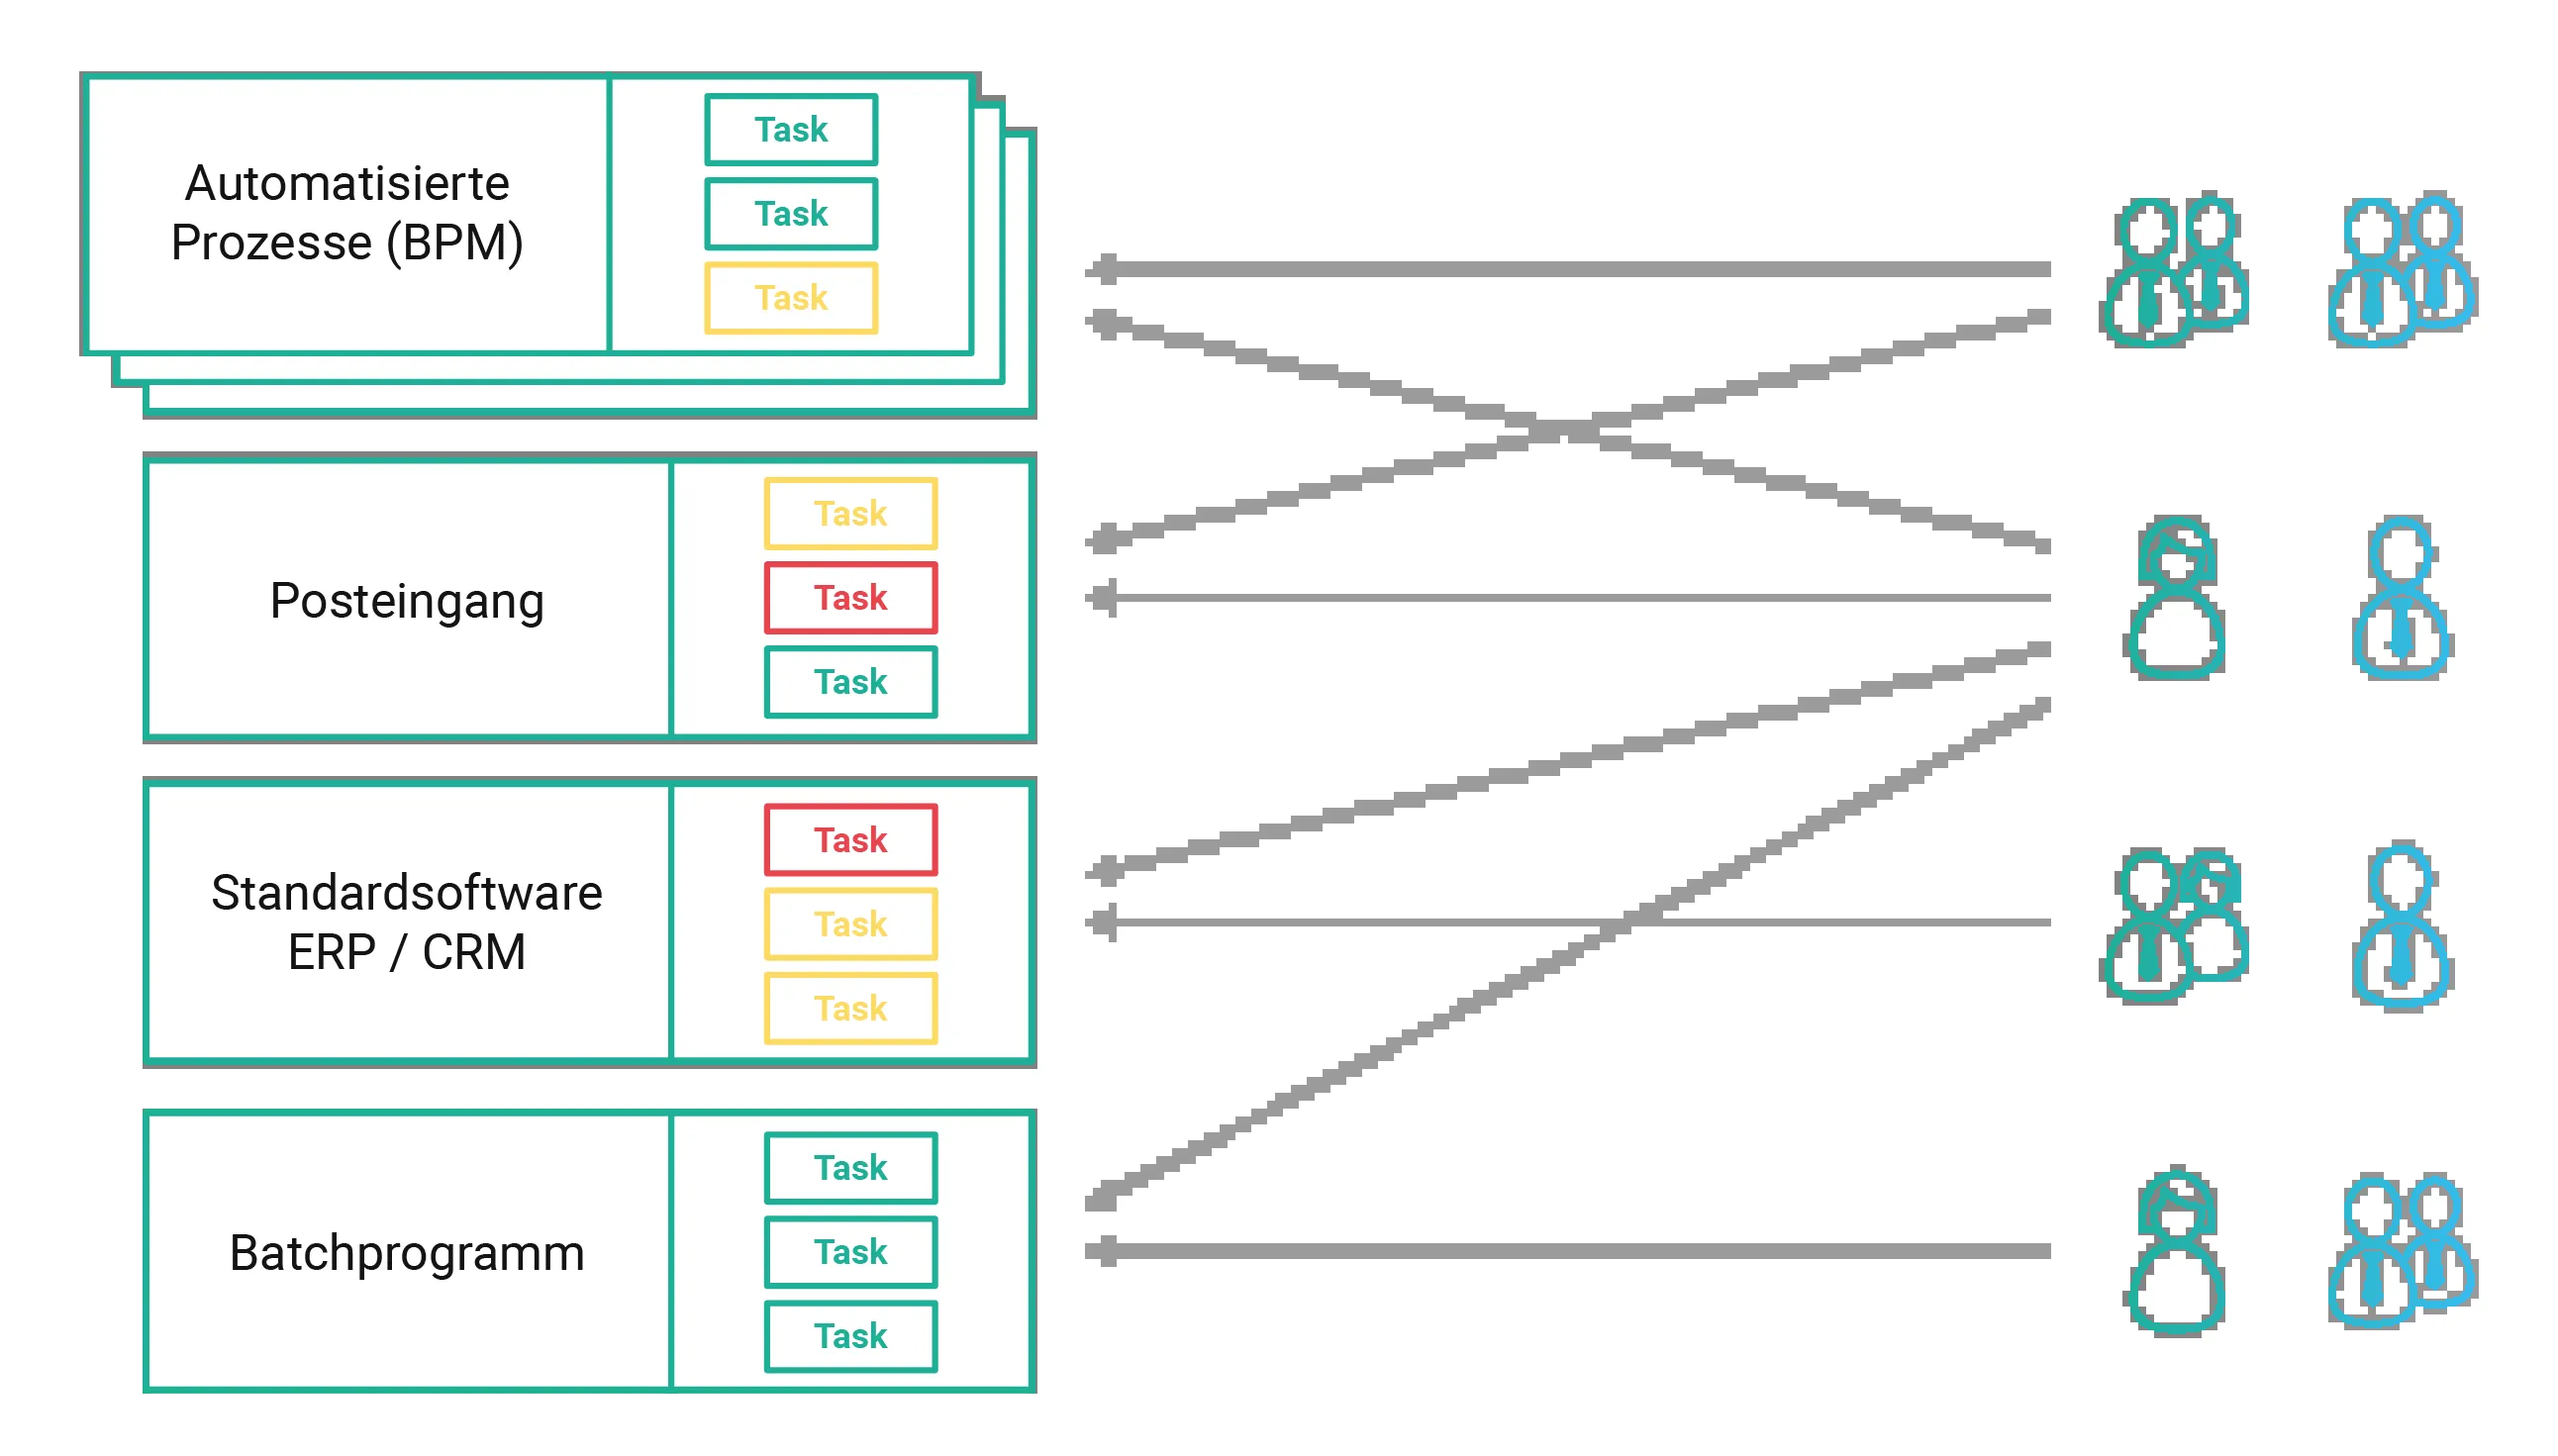 Automatisierte
Prozesse (BPM)
Task
Task
Task
Posteingang
Task
Task
Task
Standardsoftware
ERP / CRM
Task
Task
Task
Batchprogramm
Task
Task
Task